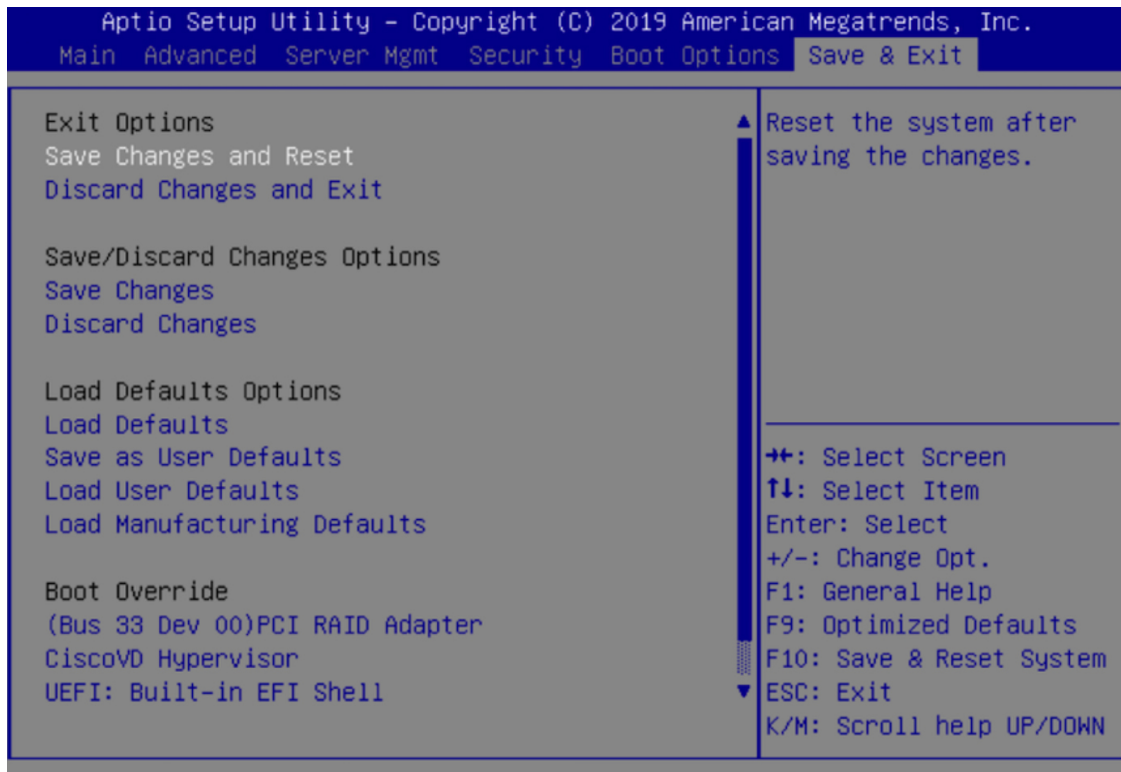 Aptio Setup Utility – Copyright (C) 2019 American Megatrends, Inc.
Main Advanced Server Mgmt Security Boot Options Save & Exit
Exit Options
Save Changes and Reset
Discard Changes and Exit
Save/Discard Changes Options
Save Changes
Discard Changes
Load Defaults Options
Load Defaults
Save as User Defaults
Load User Defaults
Load Manufacturing Defaults
Boot Override
(Bus 33 Dev 00)PCI RAID Adapter
CiscoVD Hypervisor
UEFI: Built-in EFI Shell
Reset the system after
saving the changes.
→←: Select Screen
↑↓: Select Item
Enter: Select
+/-: Change Opt.
F1: General Help
F9: Optimized Defaults
F10: Save & Reset System
ESC: Exit
K/M: Scroll help UP/DOWN